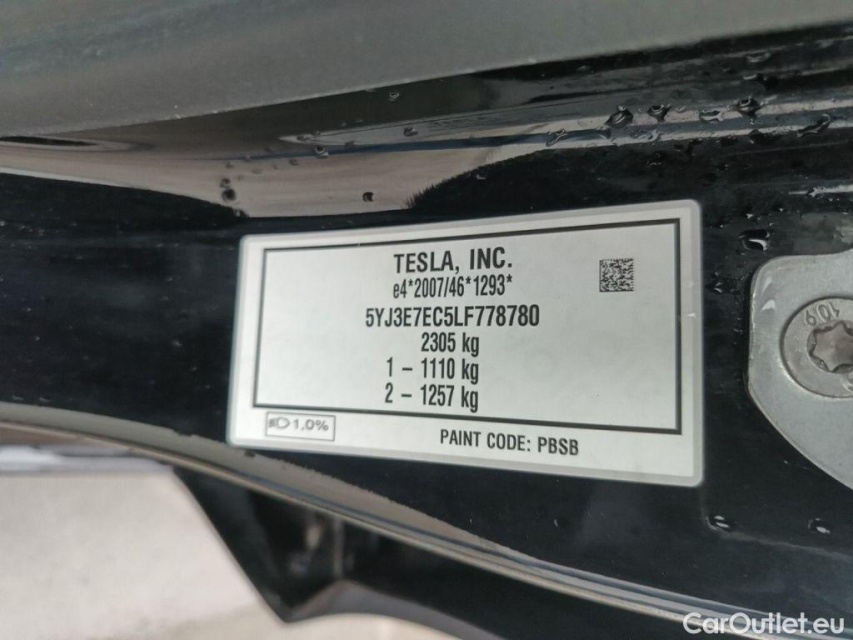 TESLA, INC.
e4*2007/46*1293*
5YJ3E7EC5LF778780
2305 kg
1 – 1110 kg
2 – 1257 kg
1,0%
PAINT CODE: PBSB
6101
CarOutlet.eu